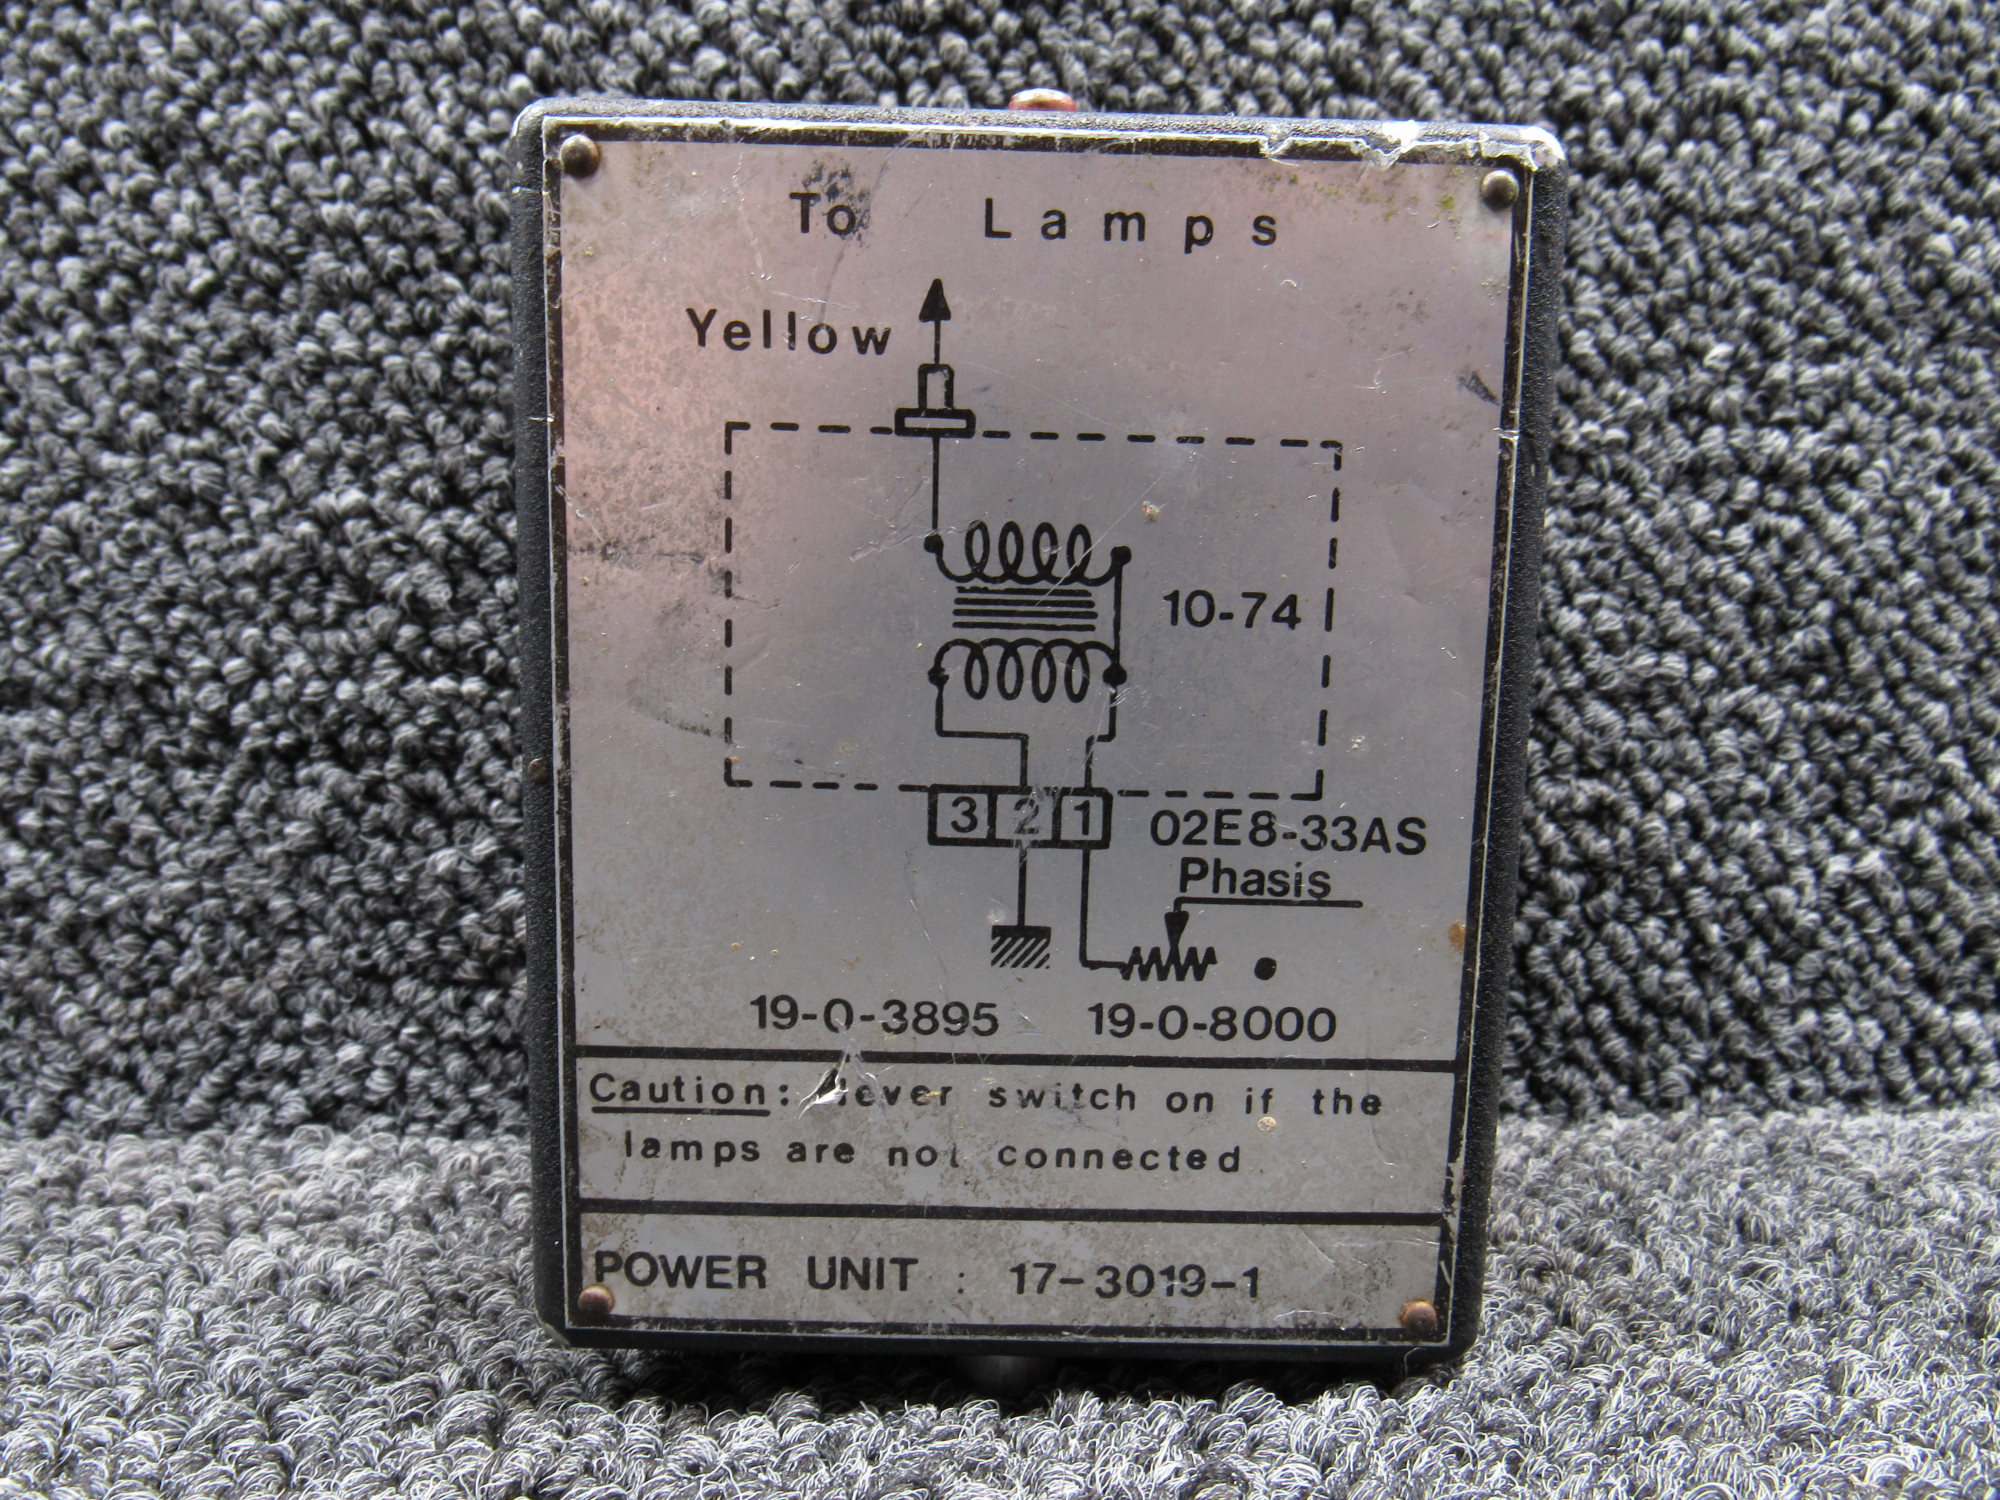 To Lamps
Yellow
10-74
3 2 1 02E8-33AS
Phasis
19-0-3895 19-0-8000
Caution: Never switch on if the
lamps are not connected
POWER UNIT : 17-3019-1